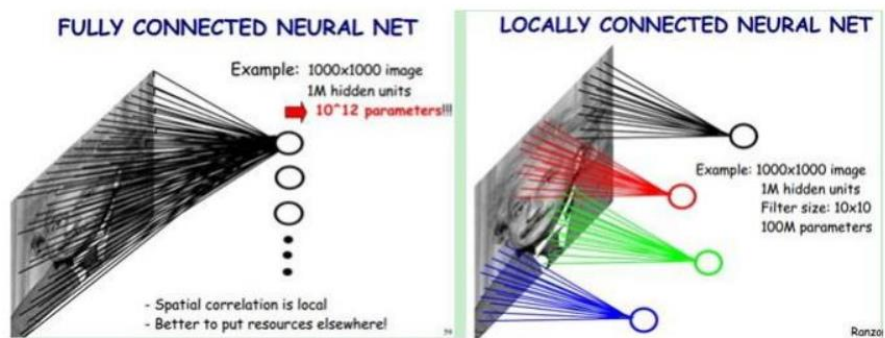 FULLY CONNECTED NEURAL NET
Example: 1000x1000 image
1M hidden units
10^12 parameters!!!
- Spatial correlation is local
- Better to put resources elsewhere!
LOCALLY CONNECTED NEURAL NET
Example: 1000x1000 image
1M hidden units
Filter size: 10x10
100M parameters